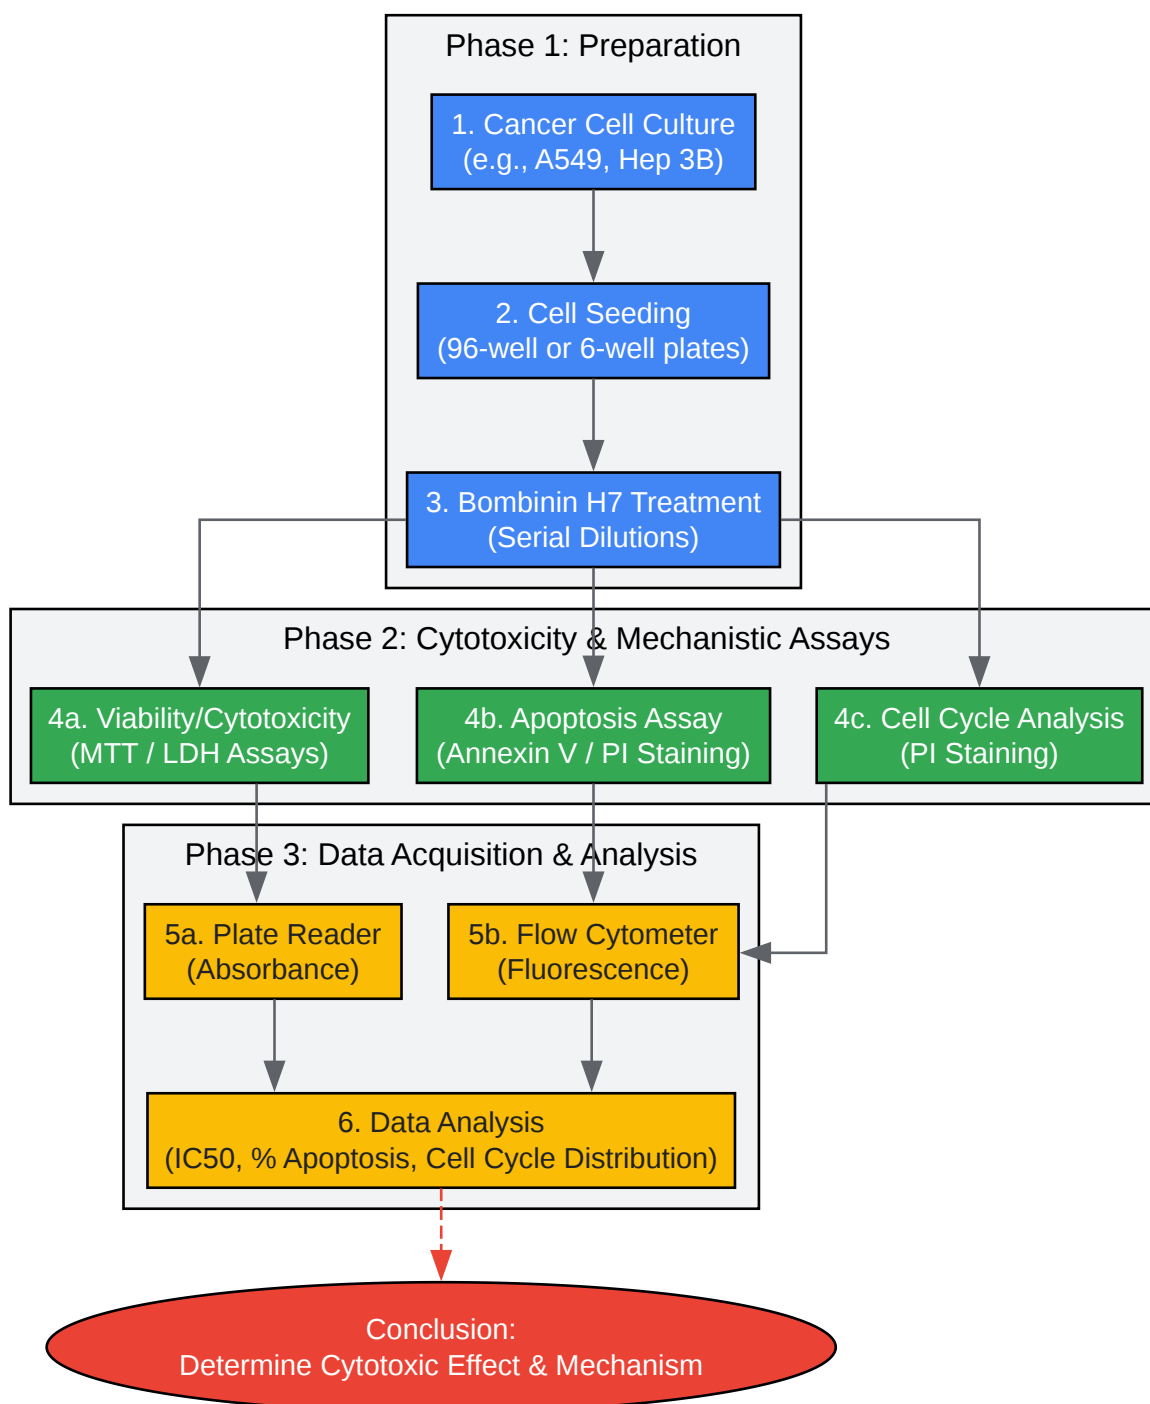 Phase 1: Preparation
1. Cancer Cell Culture
(e.g., A549, Hep 3B)
2. Cell Seeding
(96-well or 6-well plates)
3. Bombinin H7 Treatment
(Serial Dilutions)
Phase 2: Cytotoxicity & Mechanistic Assays
4a. Viability/Cytotoxicity
(MTT / LDH Assays)
4b. Apoptosis Assay
(Annexin V / PI Staining)
4c. Cell Cycle Analysis
(PI Staining)
Phase 3: Data Acquisition & Analysis
5a. Plate Reader
(Absorbance)
5b. Flow Cytometer
(Fluorescence)
6. Data Analysis
(IC50, % Apoptosis, Cell Cycle Distribution)
Conclusion:
Determine Cytotoxic Effect & Mechanism